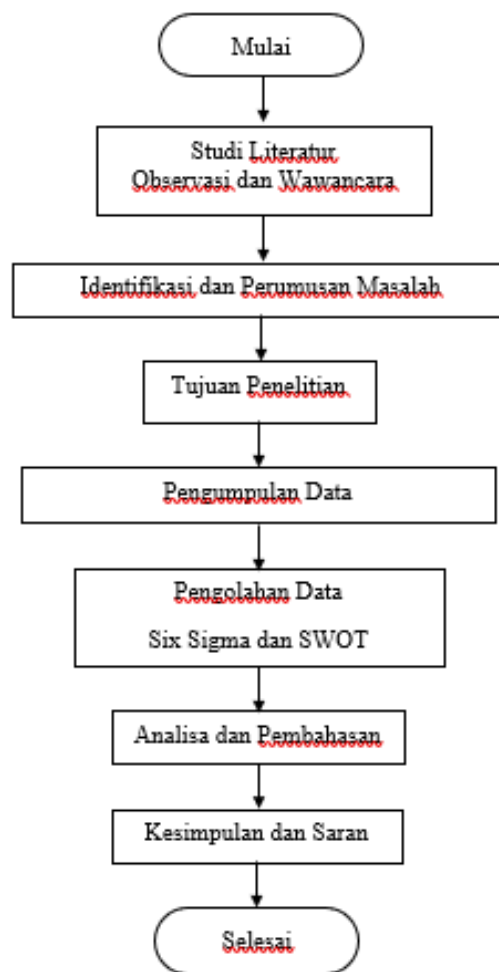 Mulai
Studi Literatur
Observasi dan Wawancara
Identifikasi dan Perumusan Masalah
Tujuan Penelitian
Pengumpulan Data
Pengolahan Data
Six Sigma dan SWOT
Analisa dan Pembahasan
Kesimpulan dan Saran
Selesai